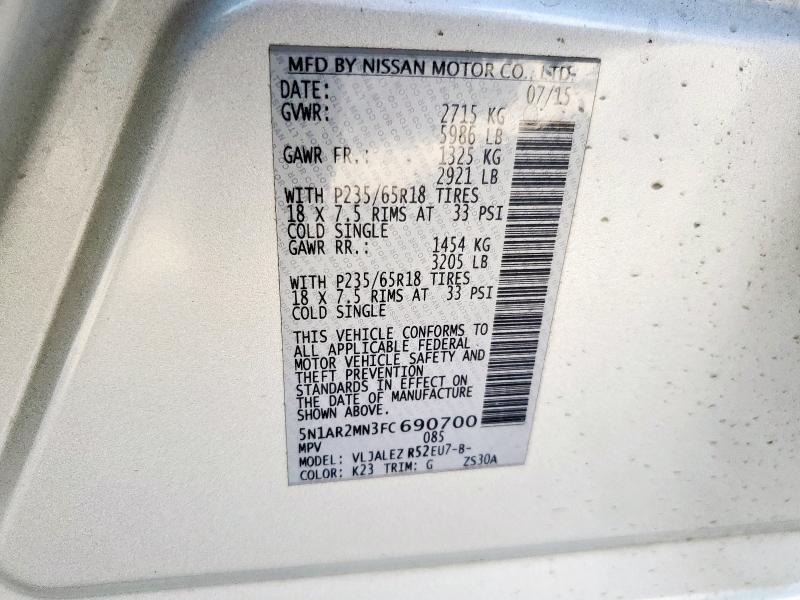 MFD BY NISSAN MOTOR CO., LTD.
DATE: 07/15
GVWR: 2715 KG
5986 LB
GAWR FR.: 1325 KG
2921 LB
WITH P235/65R18 TIRES
18 X 7.5 RIMS AT 33 PSI
COLD SINGLE
GAWR RR.: 1454 KG
3205 LB
WITH P235/65R18 TIRES
18 X 7.5 RIMS AT 33 PSI
COLD SINGLE
THIS VEHICLE CONFORMS TO
ALL APPLICABLE FEDERAL
MOTOR VEHICLE SAFETY AND
THEFT PREVENTION
STANDARDS IN EFFECT ON
THE DATE OF MANUFACTURE
SHOWN ABOVE.
5N1AR2MN3FC690700
MPV 085
MODEL: VLJALEZ R52EU7-B-
COLOR: K23 TRIM: G ZS30A